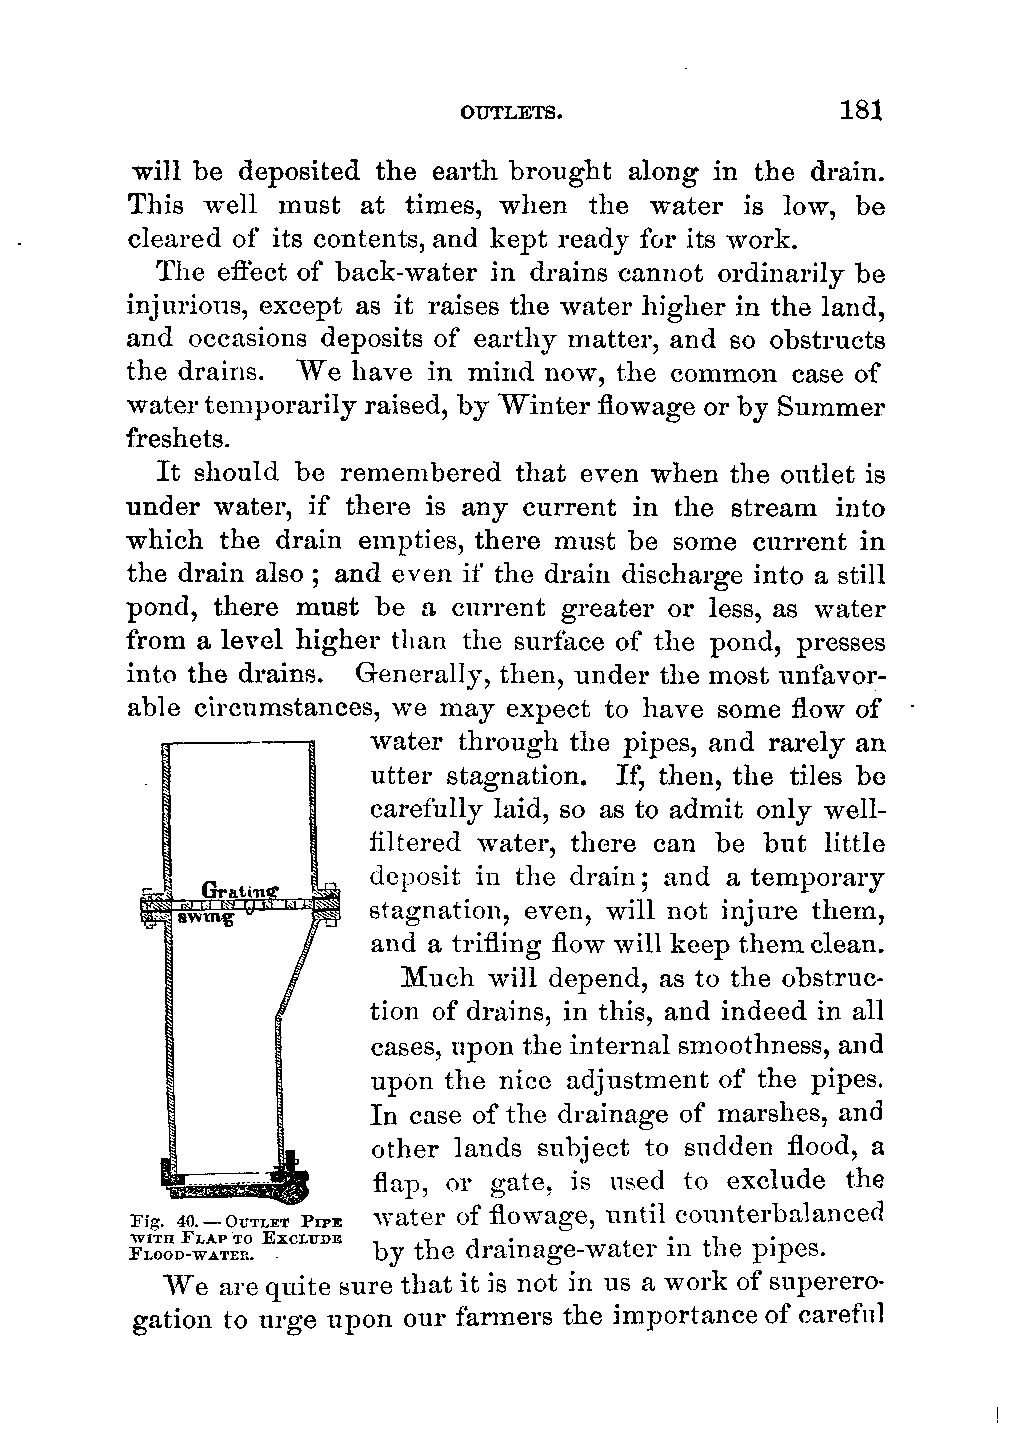 OUTLETS. 181
will be deposited the earth brought along in the drain.
This well must at times, when the water is low, be
cleared of its contents, and kept ready for its work.
The effect of back-water in drains cannot ordinarily be
injurious, except as it raises the water higher in the land,
and occasions deposits of earthy matter, and so obstructs
the drains. We have in mind now, the common case of
water temporarily raised, by Winter flowage or by Summer
freshets.
It should be remembered that even when the outlet is
under water, if there is any current in the stream into
which the drain empties, there must be some current in
the drain also; and even if the drain discharge into a still
pond, there must be a current greater or less, as water
from a level higher than the surface of the pond, presses
into the drains. Generally, then, under the most unfavor-
able circumstances, we may expect to have some flow of
water through the pipes, and rarely an
utter stagnation. If, then, the tiles be
carefully laid, so as to admit only well-
filtered water, there can be but little
deposit in the drain; and a temporary
stagnation, even, will not injure them,
and a trifling flow will keep them clean.
Much will depend, as to the obstruc-
tion of drains, in this, and indeed in all
cases, upon the internal smoothness, and
upon the nice adjustment of the pipes.
In case of the drainage of marshes, and
other lands subject to sudden flood, a
flap, or gate, is used to exclude the
water of flowage, until counterbalanced
by the drainage-water in the pipes.
Grating
swing
Fig. 40.—OUTLET PIPE
WITH FLAP TO EXCLUDE
FLOOD-WATER.
We are quite sure that it is not in us a work of superero-
gation to urge upon our farmers the importance of careful